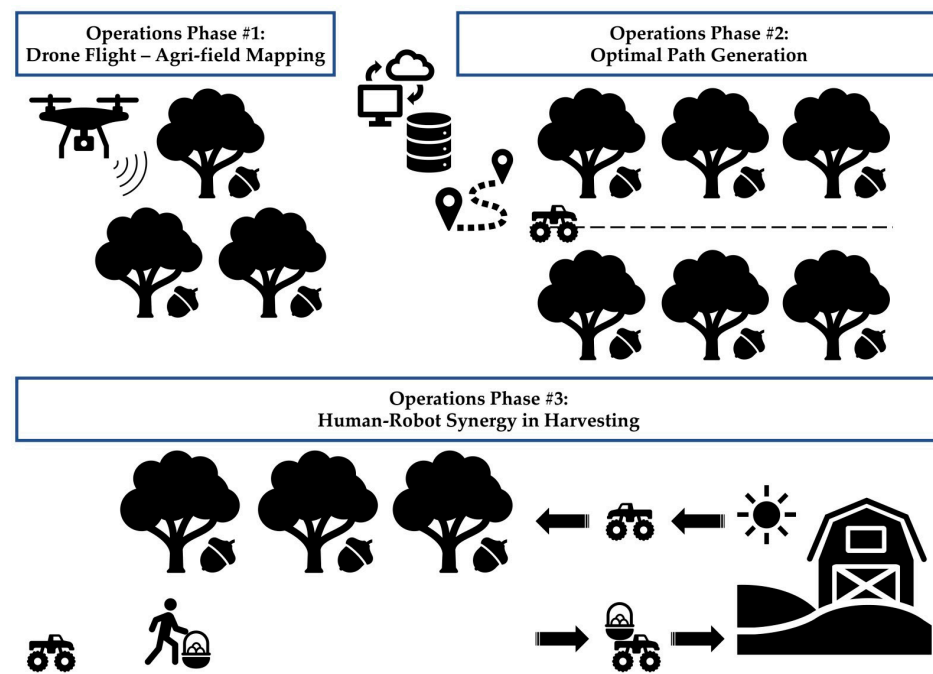 Operations Phase #1:
Drone Flight – Agri-field Mapping
Operations Phase #2:
Optimal Path Generation
Operations Phase #3:
Human-Robot Synergy in Harvesting